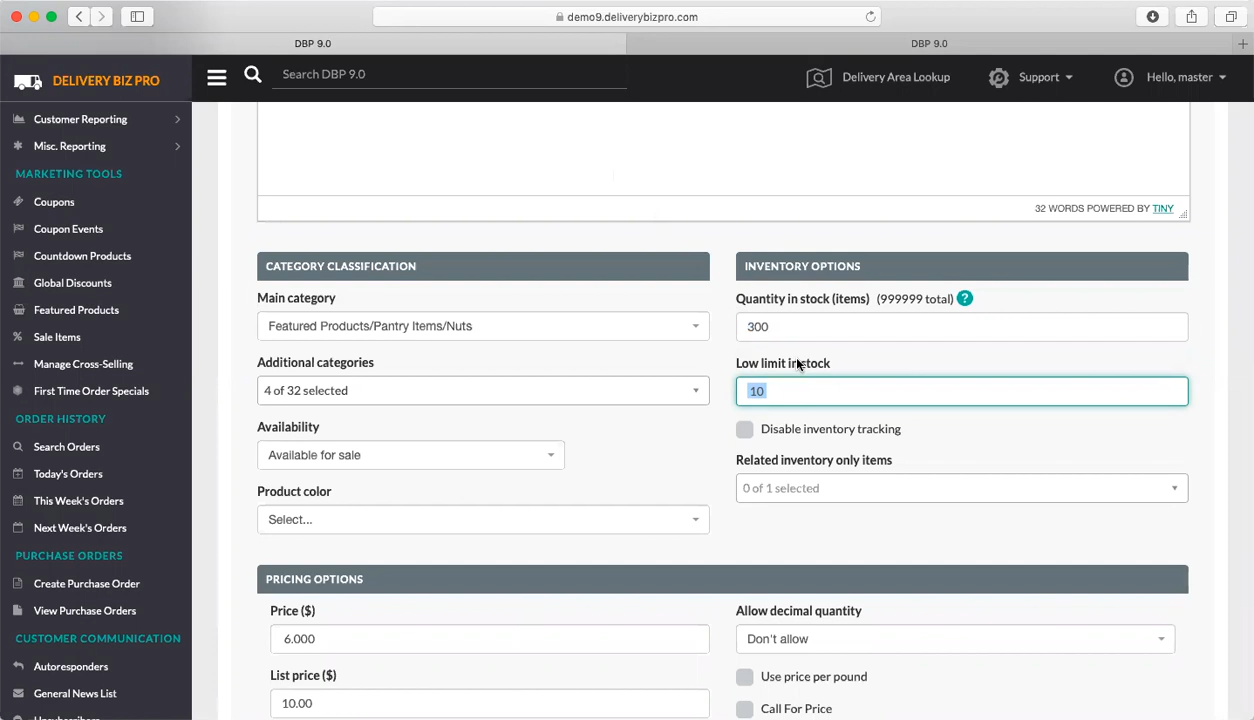 demo9.deliverybizpro.com
DBP 9.0
DBP 9.0
DELIVERY BIZ PRO
Search DBP 9.0
Delivery Area Lookup
Support
Hello, master
Customer Reporting
Misc. Reporting
MARKETING TOOLS
Coupons
Coupon Events
Countdown Products
Global Discounts
Featured Products
Sale Items
Manage Cross-Selling
First Time Order Specials
ORDER HISTORY
Search Orders
Today's Orders
This Week's Orders
Next Week's Orders
PURCHASE ORDERS
Create Purchase Order
View Purchase Orders
CUSTOMER COMMUNICATION
Autoresponders
General News List
Unsubscribers
32 WORDS POWERED BY TINY
CATEGORY CLASSIFICATION
Main category
Featured Products/Pantry Items/Nuts
Additional categories
4 of 32 selected
Availability
Available for sale
Product color
Select...
INVENTORY OPTIONS
Quantity in stock (items) (999999 total) ?
300
Low limit in stock
10
Disable inventory tracking
Related inventory only items
0 of 1 selected
PRICING OPTIONS
Price ($)
6.000
List price ($)
10.00
Allow decimal quantity
Don't allow
Use price per pound
Call For Price